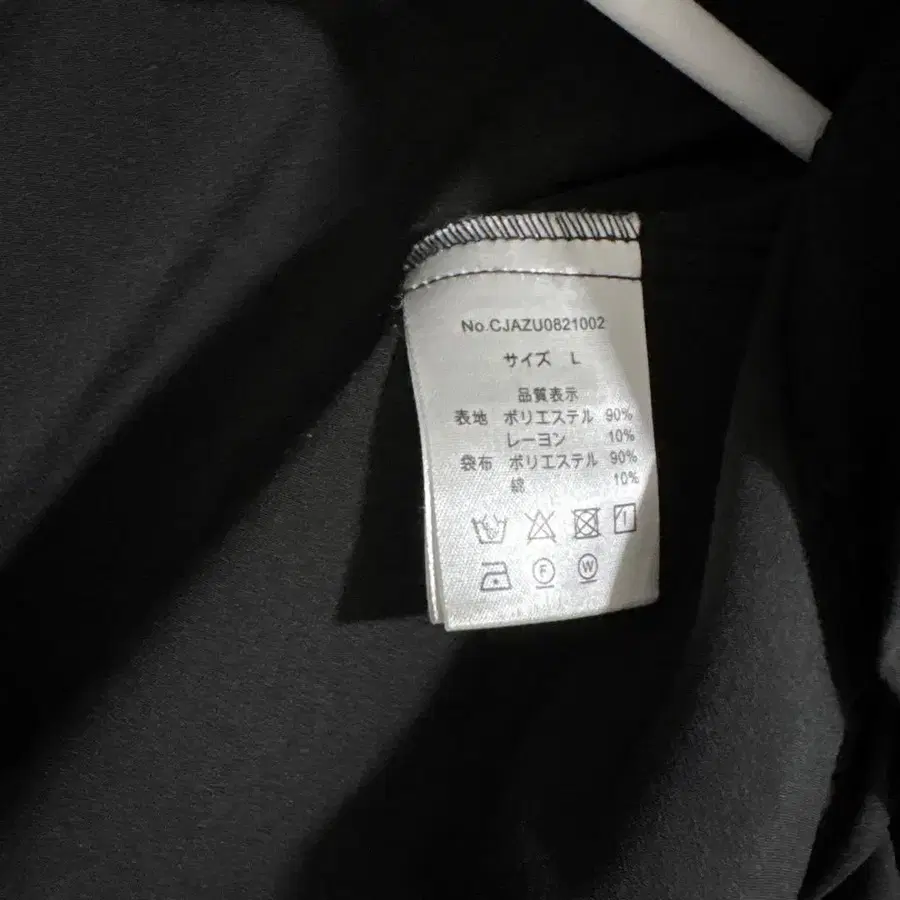 No.CJAZU0821002
サイズ L
品質表示
表地 ポリエステル 90%
レーヨン 10%
袋布 ポリエステル 90%
綿 10%
F W